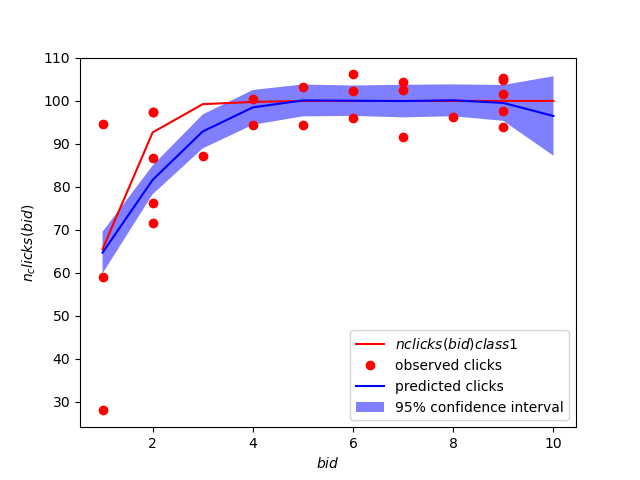 110
100
90
80
70
60
50
40
30
n_clicks(bid)
2
4
6
8
10
bid
nclicks(bid)class1
observed clicks
predicted clicks
95% confidence interval